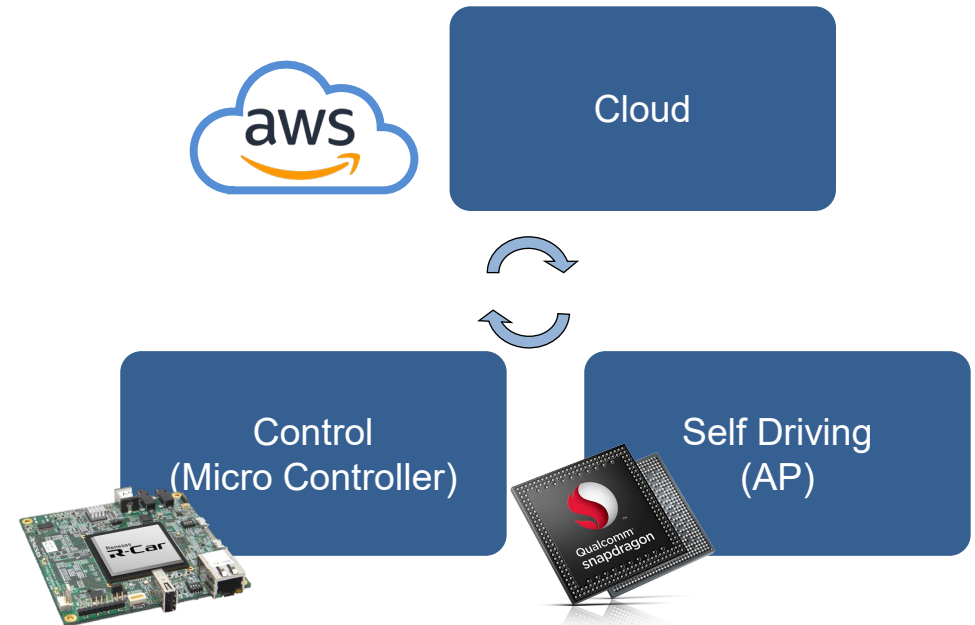 aws
Cloud
Control
(Micro Controller)
Self Driving
(AP)
Renesas
R-Car
Qualcomm
snapdragon